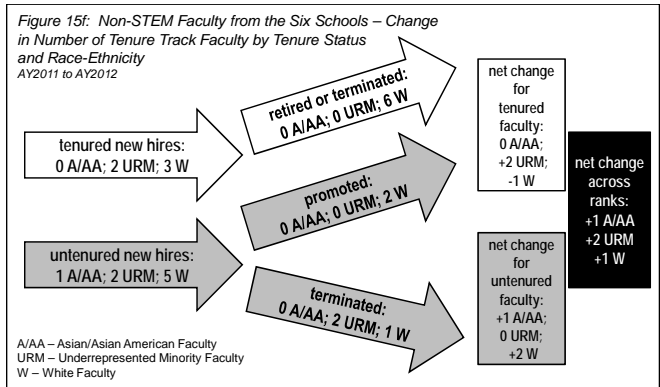 Figure 15f:  Non-STEM Faculty from the Six Schools – Change
in Number of Tenure Track Faculty by Tenure Status
and Race-Ethnicity
AY2011 to AY2012
tenured new hires:
0 A/AA; 2 URM; 3 W
retired or terminated:
0 A/AA; 0 URM; 6 W
net change
for
tenured
faculty:
0 A/AA;
+2 URM;
-1 W
untenured new hires:
1 A/AA; 2 URM; 5 W
promoted:
0 A/AA; 0 URM; 2 W
terminated:
0 A/AA; 2 URM; 1 W
net change
for
untenured
faculty:
+1 A/AA;
0 URM;
+2 W
net change
across
ranks:
+1 A/AA
+2 URM
+1 W
A/AA – Asian/Asian American Faculty
URM – Underrepresented Minority Faculty
W – White Faculty